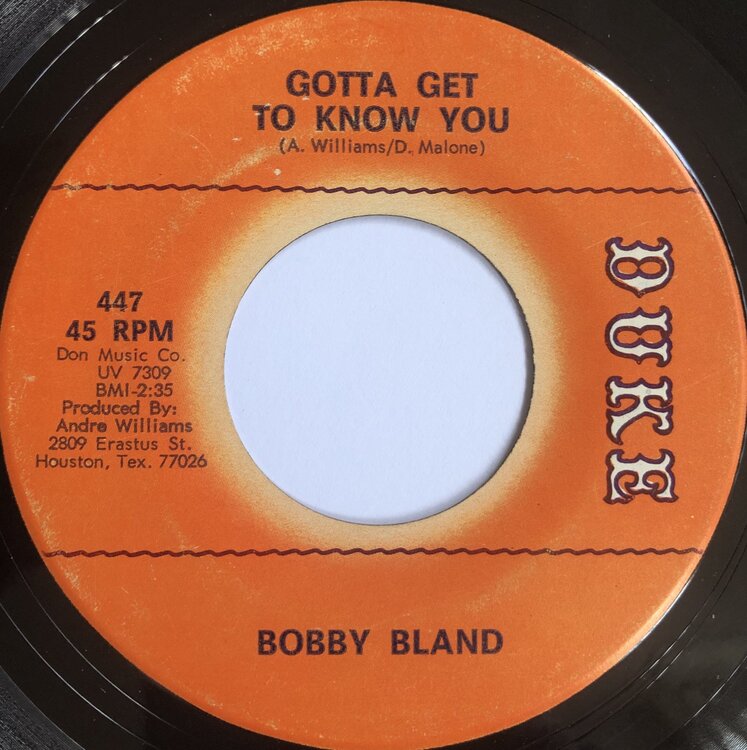 GOTTA GET
TO KNOW YOU
(A. Williams/D. Malone)
DUKE
447
45 RPM
Don Music Co.
UV 7309
BMI-2:35
Produced By:
Andre Williams
2809 Erastus St.
Houston, Tex. 77026
BOBBY BLAND